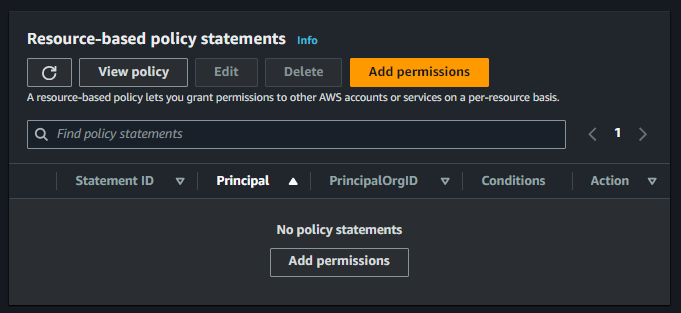 Resource-based policy statements Info
View policy Edit Delete Add permissions
A resource-based policy lets you grant permissions to other AWS accounts or services on a per-resource basis.
Find policy statements 1
Statement ID Principal PrincipalOrgID Conditions Action
No policy statements
Add permissions